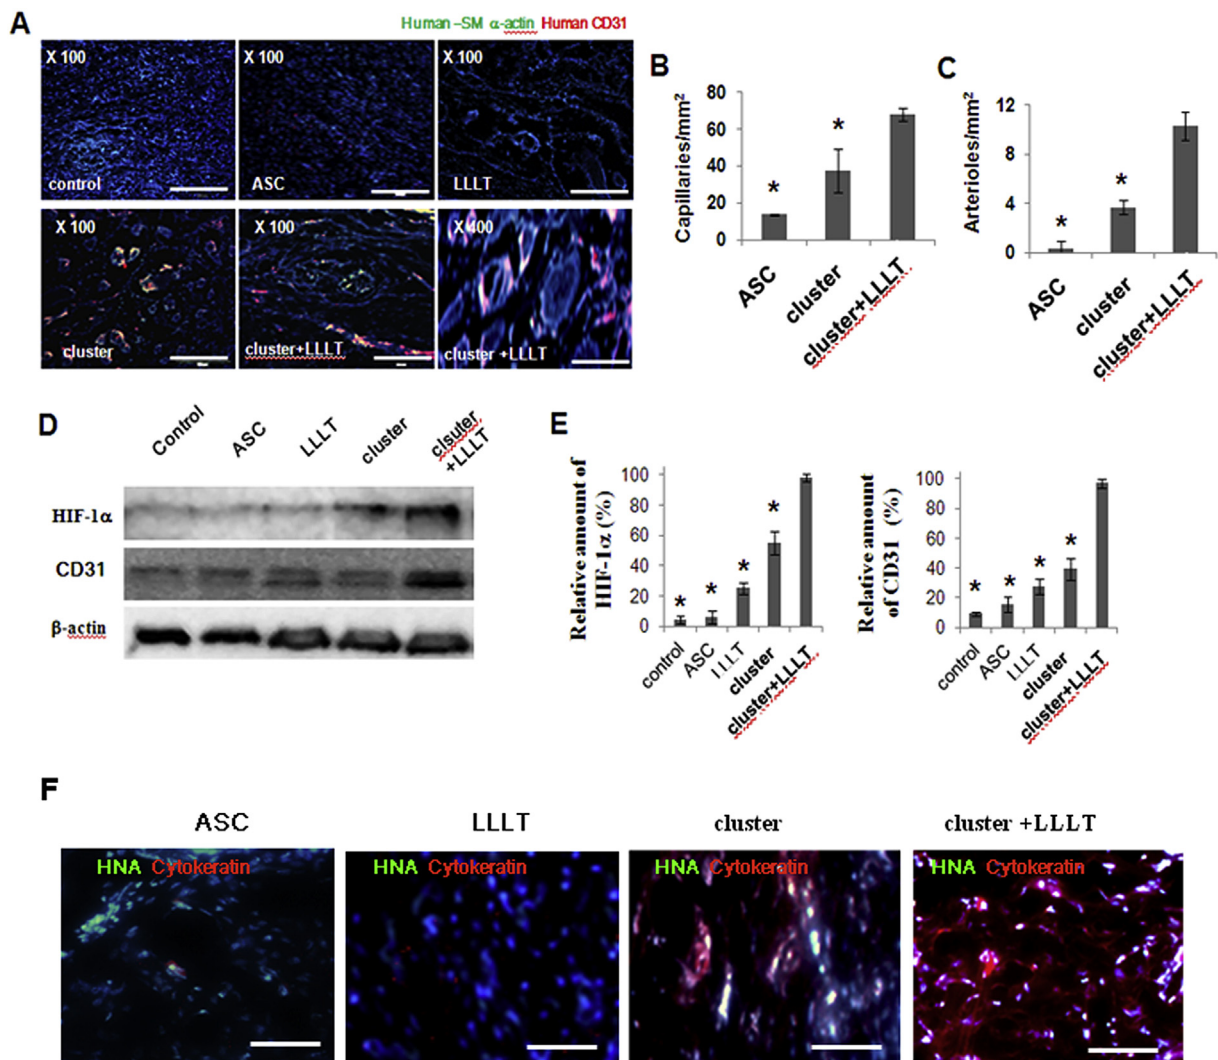 A
Human –SM α-actin Human CD31
X 100
X 100
X 100
control
ASC
LLLT
X 100
X 100
X 400
cluster
cluster+LLLT
cluster +LLLT
B
Capillaries/mm²
80
60
40
20
0
*
*
ASC
cluster
cluster+LLLT
C
Arterioles/mm²
12
8
4
0
*
*
ASC
cluster
cluster+LLLT
D
Control
ASC
LLLT
cluster
clsuter
+LLLT
HIF-1α
CD31
β-actin
E
Relative amount of
HIF-1α (%)
100
80
60
40
20
0
*
*
*
*
control
ASC
LLLT
cluster
cluster+LLLT
Relative amount
of CD31 (%)
100
80
60
40
20
0
*
*
*
*
control
ASC
LLLT
cluster
cluster+LLLT
F
ASC
LLLT
cluster
cluster +LLLT
HNA Cytokeratin
HNA Cytokeratin
HNA Cytokeratin
HNA Cytokeratin